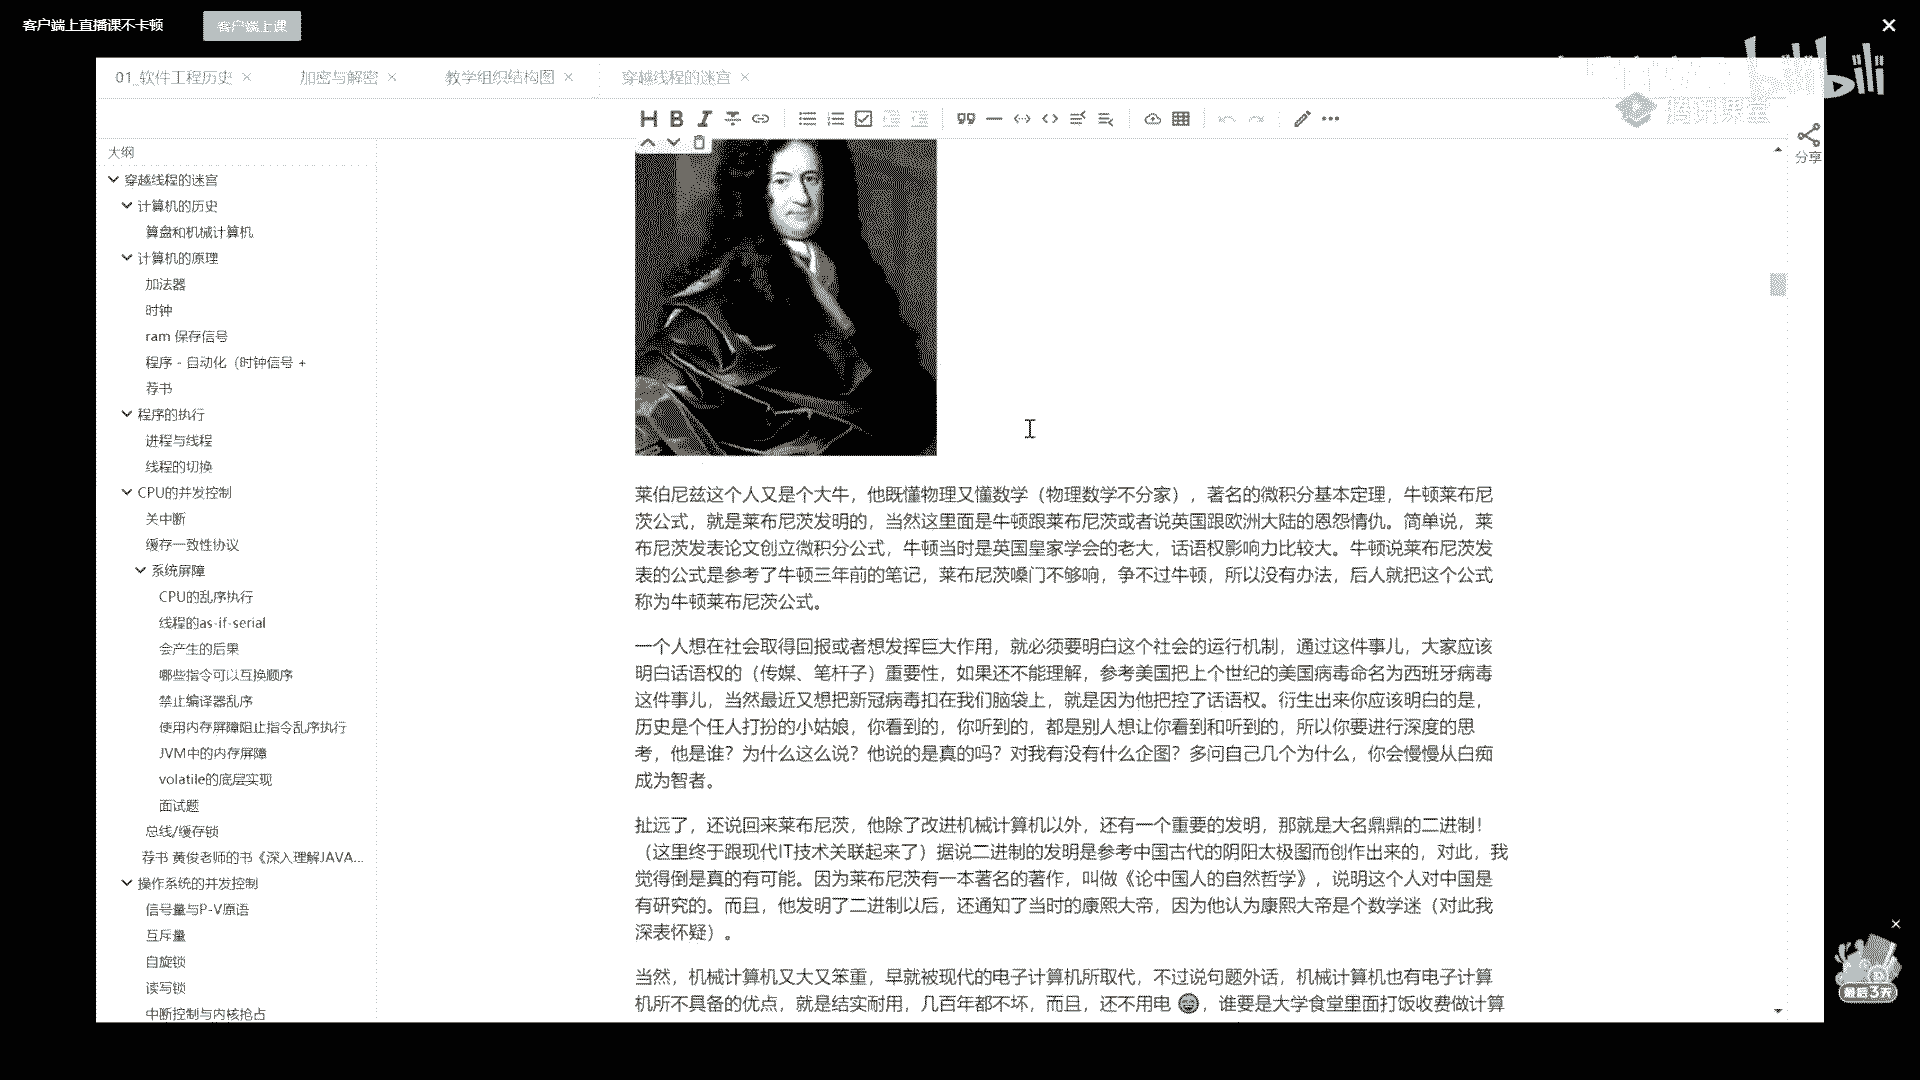 客户端上直播课不卡顿
客户端上课
bilibili
01_软件工程历史
加密与解密
教学组织结构图
穿越线程的迷宫
腾讯课堂
分享
大纲
穿越线程的迷宫
计算机的历史
算盘和机械计算机
计算机的原理
加法器
时钟
ram 保存信号
程序 - 自动化（时钟信号 +
荐书
程序的执行
进程与线程
线程的切换
CPU的并发控制
关中断
缓存一致性协议
系统屏障
CPU的乱序执行
线程的as-if-serial
会产生的后果
哪些指令可以互换顺序
禁止编译器乱序
使用内存屏障阻止指令乱序执行
JVM中的内存屏障
volatile的底层实现
面试题
总线/缓存锁
荐书 黄俊老师的书《深入理解JAVA...
操作系统的并发控制
信号量与P-V原语
互斥量
自旋锁
读写锁
中断控制与内核抢占
莱伯尼兹这个人又是个大牛，他既懂物理又懂数学（物理数学不分家），著名的微积分基本定理，牛顿莱布尼
茨公式，就是莱布尼茨发明的，当然这里面是牛顿跟莱布尼茨或者说英国跟欧洲大陆的恩怨情仇。简单说，莱
布尼茨发表论文创立微积分公式，牛顿当时是英国皇家学会的老大，话语权影响力比较大。牛顿说莱布尼茨发
表的公式是参考了牛顿三年前的笔记，莱布尼茨嗓门不够响，争不过牛顿，所以没有办法，后人就把这个公式
称为牛顿莱布尼茨公式。
一个人想在社会取得回报或者想发挥巨大作用，就必须要明白这个社会的运行机制，通过这件事儿，大家应该
明白话语权的（传媒、笔杆子）重要性，如果还不能理解，参考美国把上个世纪的美国病毒命名为西班牙病毒
这件事儿，当然最近又想把新冠病毒扣在我们脑袋上，就是因为他把控了话语权。衍生出来你应该明白的是，
历史是个任人打扮的小姑娘，你看到的，你听到的，都是别人想让你看到和听到的，所以你要进行深度的思
考，他是谁？为什么这么说？他说的是真的吗？对我有没有什么企图？多问自己几个为什么，你会慢慢从白痴
成为智者。
扯远了，还说回来莱布尼茨，他除了改进机械计算机以外，还有一个重要的发明，那就是大名鼎鼎的二进制！
（这里终于跟现代IT技术关联起来了）据说二进制的发明是参考中国古代的阴阳太极图而创作出来的，对此，我
觉得倒是真的有可能。因为莱布尼茨有一本著名的著作，叫做《论中国人的自然哲学》，说明这个人对中国是
有研究的。而且，他发明了二进制以后，还通知了当时的康熙大帝，因为他认为康熙大帝是个数学迷（对此我
深表怀疑）。
当然，机械计算机又大又笨重，早就被现代的电子计算机所取代，不过说句题外话，机械计算机也有电子计算
机所不具备的优点，就是结实耐用，几百年都不坏，而且，还不用电 😄，谁要是大学食堂里面打饭收费做计算
最后3天